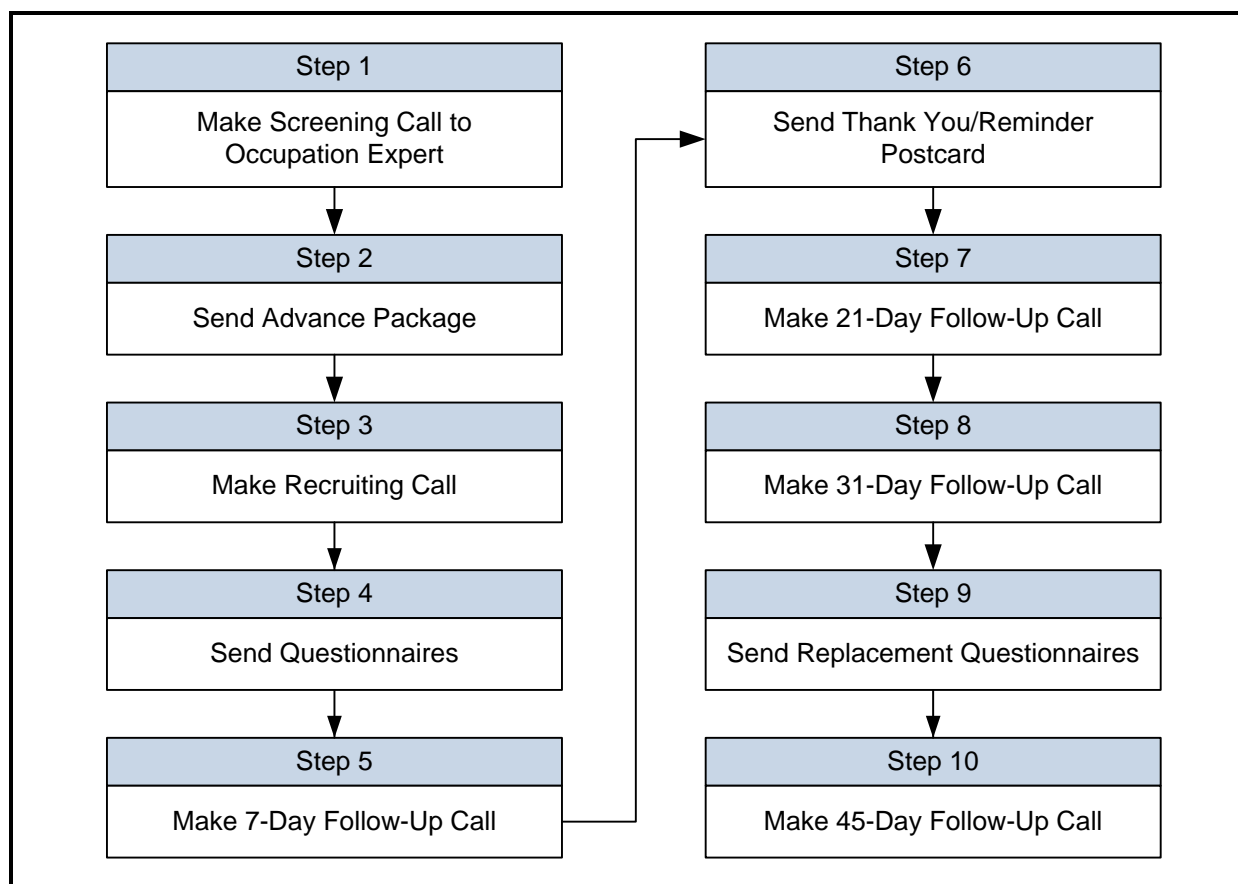 Step 1
Make Screening Call to
Occupation Expert
Step 2
Send Advance Package
Step 3
Make Recruiting Call
Step 4
Send Questionnaires
Step 5
Make 7-Day Follow-Up Call
Step 6
Send Thank You/Reminder
Postcard
Step 7
Make 21-Day Follow-Up Call
Step 8
Make 31-Day Follow-Up Call
Step 9
Send Replacement Questionnaires
Step 10
Make 45-Day Follow-Up Call